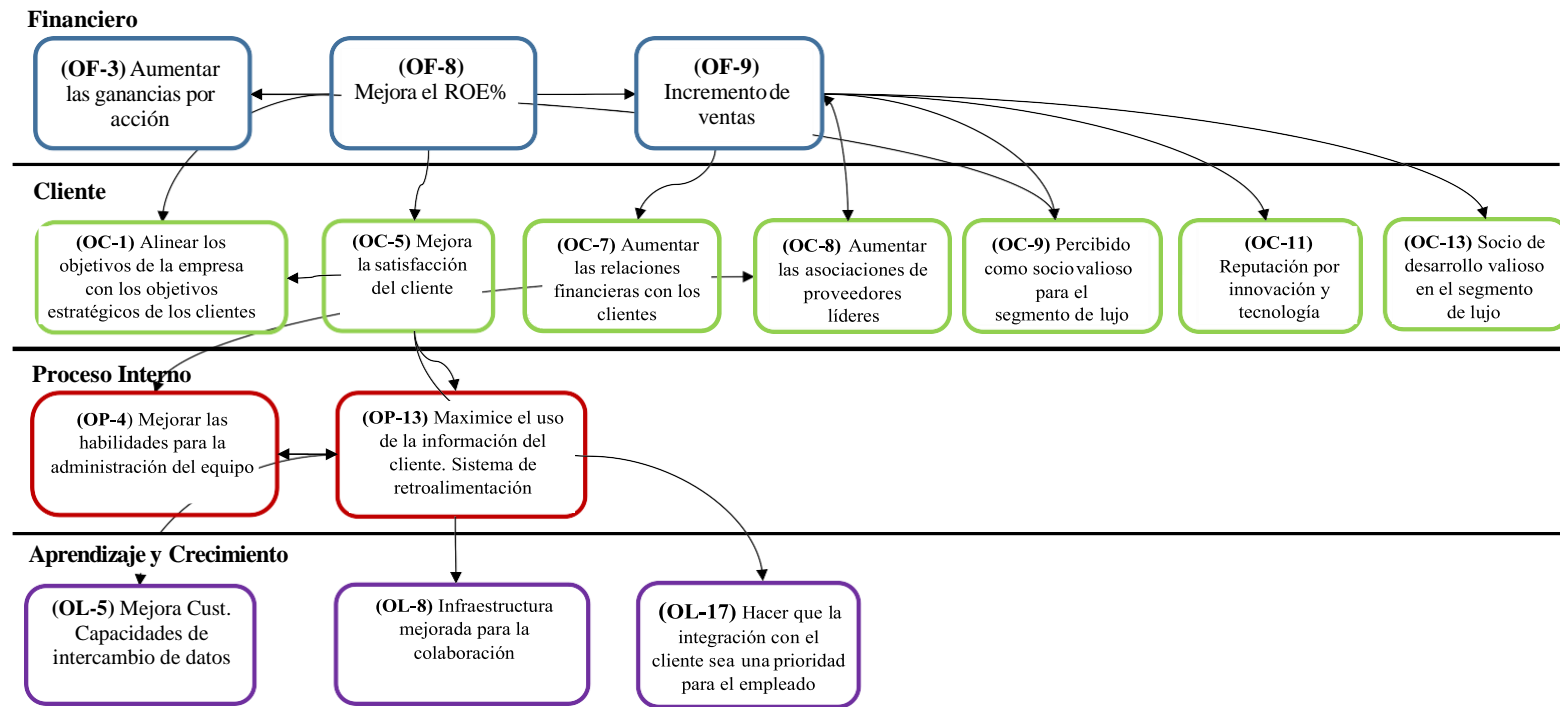 Financiero
(OF-3) Aumentar
las ganancias por
acción
(OF-8)
Mejora el ROE%
(OF-9)
Incremento de
ventas
Cliente
(OC-1) Alinear los
objetivos de la empresa
con los objetivos
estratégicos de los clientes
(OC-5) Mejora
la satisfacción
del cliente
(OC-7) Aumentar
las relaciones
financieras con los
clientes
(OC-8) Aumentar
las asociaciones de
proveedores
líderes
(OC-9) Percibido
como socio valioso
para el
segmento de lujo
(OC-11)
Reputación por
innovación y
tecnología
(OC-13) Socio de
desarrollo valioso
en el segmento
de lujo
Proceso Interno
(OP-4) Mejorar las
habilidades para la
administración del equipo
(OP-13) Maximice el uso
de la información del
cliente. Sistema de
retroalimentación
Aprendizaje y Crecimiento
(OL-5) Mejora Cust.
Capacidades de
intercambio de datos
(OL-8) Infraestructura
mejorada para la
colaboración
(OL-17) Hacer que la
integración con el
cliente sea una prioridad
para el empleado